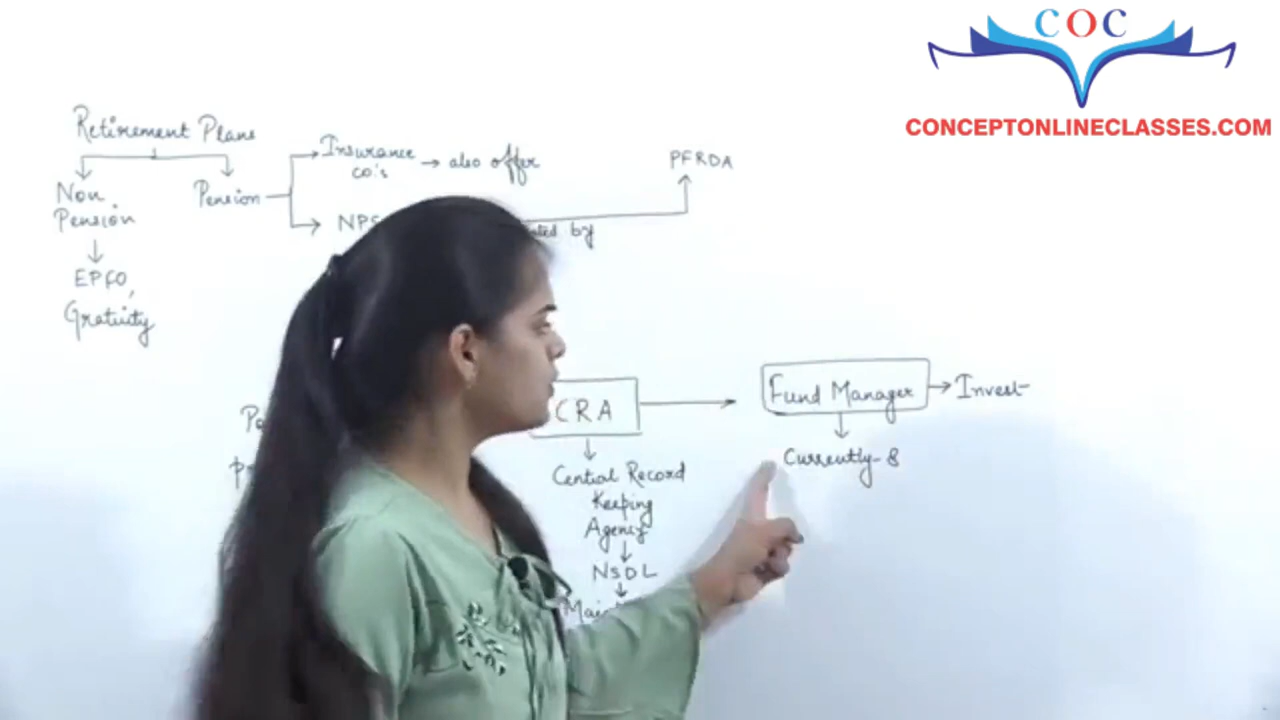 COC
CONCEPTONLINECLASSES.COM
Retirement Plans
Non
Pension
EPFO,
Gratuity
Pension
Insurance
co's
also offer
NPS
by
PFRDA
CRA
Central Record
Keeping
Agency
NSDL
Fund Manager
Invest
Currently - 8